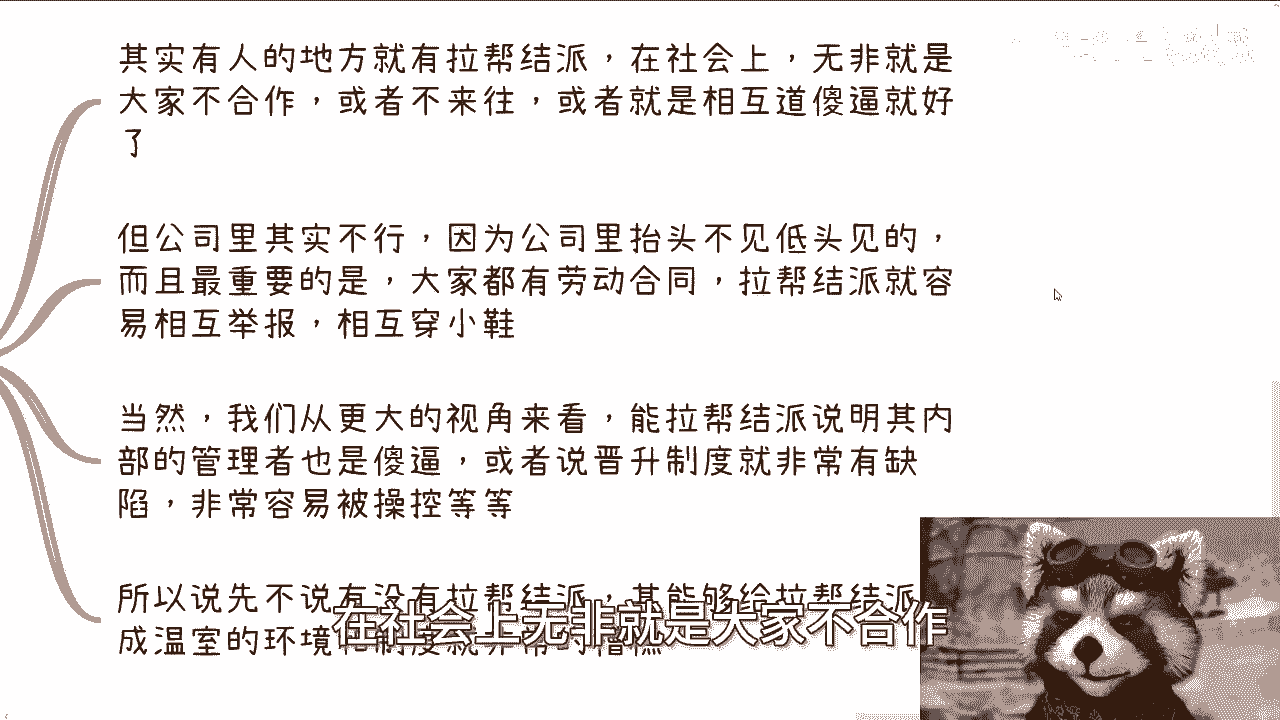 其实有人的地方就有拉帮结派，在社会上，无非就是
大家不合作，或者不来往，或者就是相互道傻逼就好
了
但公司里其实不行，因为公司里抬头不见低头见的，
而且最重要的是，大家都有劳动合同，拉帮结派就容
易相互举报，相互穿小鞋
当然，我们从更大的视角来看，能拉帮结派说明其内
部的管理者也是傻逼，或者说晋升制度就非常有缺
陷，非常容易被操控等等
所以说先不说有没有拉帮结派，其能够给拉帮结派
成温室的环境
在社会上无非就是大家不合作